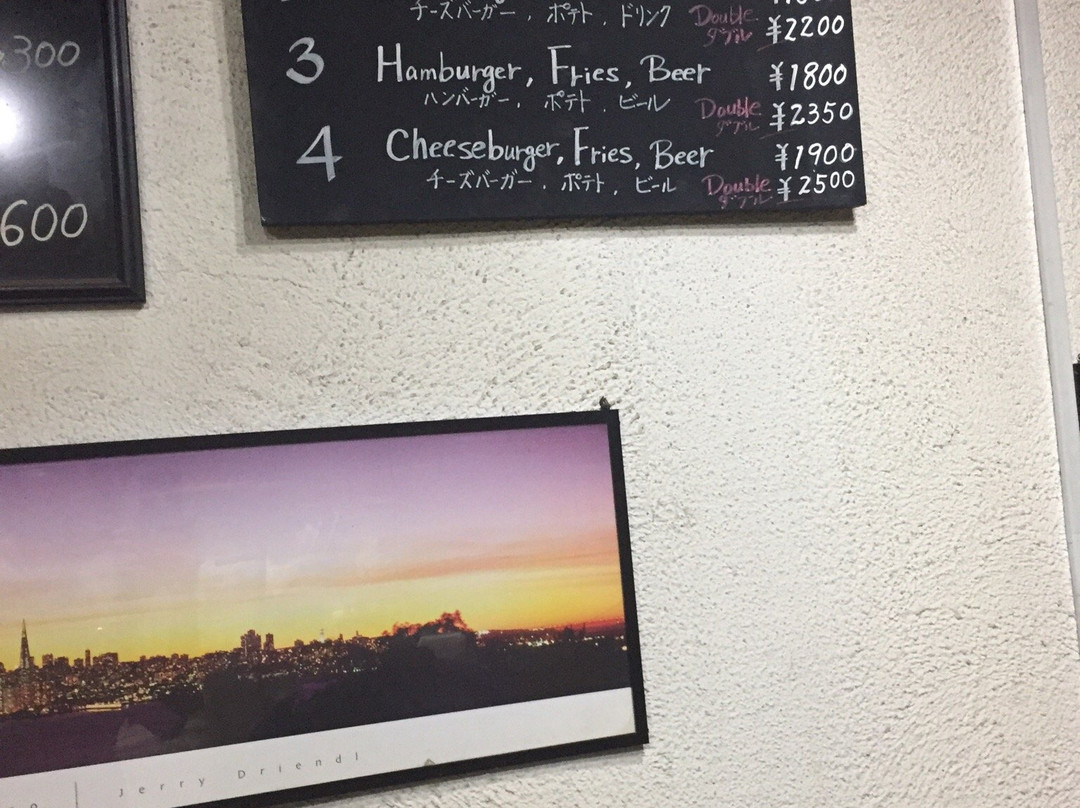 チーズバーガー . ポテト . ドリンク
Double
ダブル ¥2200
3 Hamburger, Fries, Beer ¥1800
ハンバーガー . ポテト . ビール
Double
ダブル ¥2350
4 Cheeseburger, Fries, Beer ¥1900
チーズバーガー . ポテト . ビール
Double
ダブル ¥2500
300
600
Jerry Driendl